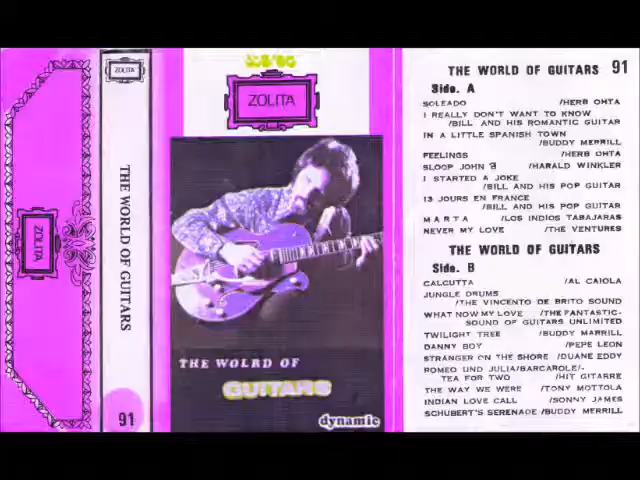 ZOLITA
ZOLITA
THE WORLD OF GUITARS
91
ZOLITA
THE WOLRD OF
GUITARS
dynamic
THE WORLD OF GUITARS 91
Side. A
SOLEADO /HERB OHTA
I REALLY DON'T WANT TO KNOW
/BILL AND HIS ROMANTIC GUITAR
IN A LITTLE SPANISH TOWN
/BUDDY MERRILL
FEELINGS /HERB OHTA
SLOOP JOHN B /HARALD WINKLER
I STARTED A JOKE
/BILL AND HIS POP GUITAR
13 JOURS EN FRANCE
/BILL AND HIS POP GUITAR
MARTA /LOS INDIOS TABAJARAS
NEVER MY LOVE /THE VENTURES
THE WORLD OF GUITARS
Side. B
CALCUTTA /AL CAIOLA
JUNGLE DRUMS
/THE VINCENTO DE BRITO SOUND
WHAT NOW MY LOVE /THE FANTASTIC-
SOUND OF GUITARS UNLIMITED
TWILIGHT TREE /BUDDY MARRILL
DANNY BOY /PEPE LEON
STRANGER ON THE SHORE /DUANE EDDY
ROMEO UND JULIA/BARCAROLE/-
TEA FOR TWO /HIT GITARRE
THE WAY WE WERE /TONY MOTTOLA
INDIAN LOVE CALL /SONNY JAMES
SCHUBERT'S SERENADE /BUDDY MERRILL